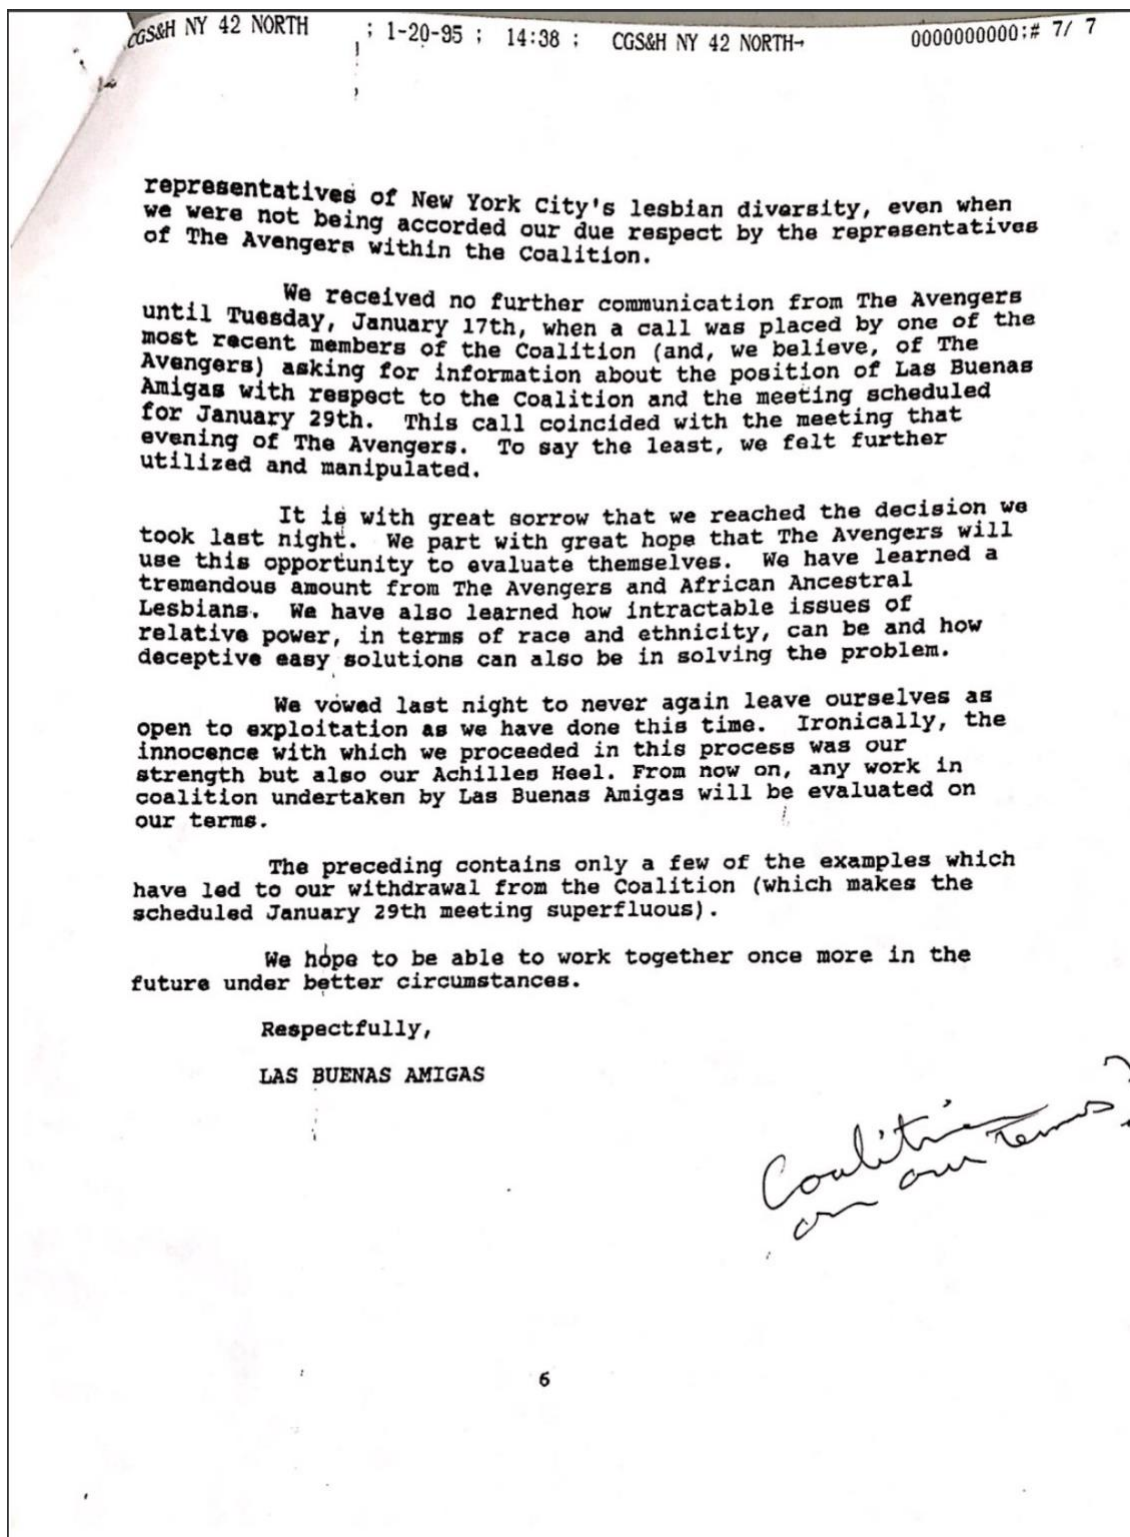 CGS&H NY 42 NORTH ; 1-20-95 ; 14:38 ; CGS&H NY 42 NORTH→ 0000000000:# 7/ 7
representatives of New York City's lesbian diversity, even when
we were not being accorded our due respect by the representatives
of The Avengers within the Coalition.
We received no further communication from The Avengers
until Tuesday, January 17th, when a call was placed by one of the
most recent members of the Coalition (and, we believe, of The
Avengers) asking for information about the position of Las Buenas
Amigas with respect to the Coalition and the meeting scheduled
for January 29th. This call coincided with the meeting that
evening of The Avengers. To say the least, we felt further
utilized and manipulated.
It is with great sorrow that we reached the decision we
took last night. We part with great hope that The Avengers will
use this opportunity to evaluate themselves. We have learned a
tremendous amount from The Avengers and African Ancestral
Lesbians. We have also learned how intractable issues of
relative power, in terms of race and ethnicity, can be and how
deceptive easy solutions can also be in solving the problem.
We vowed last night to never again leave ourselves as
open to exploitation as we have done this time. Ironically, the
innocence with which we proceeded in this process was our
strength but also our Achilles Heel. From now on, any work in
coalition undertaken by Las Buenas Amigas will be evaluated on
our terms.
The preceding contains only a few of the examples which
have led to our withdrawal from the Coalition (which makes the
scheduled January 29th meeting superfluous).
We hope to be able to work together once more in the
future under better circumstances.
Respectfully,
LAS BUENAS AMIGAS
Coalition
on our terms?
6